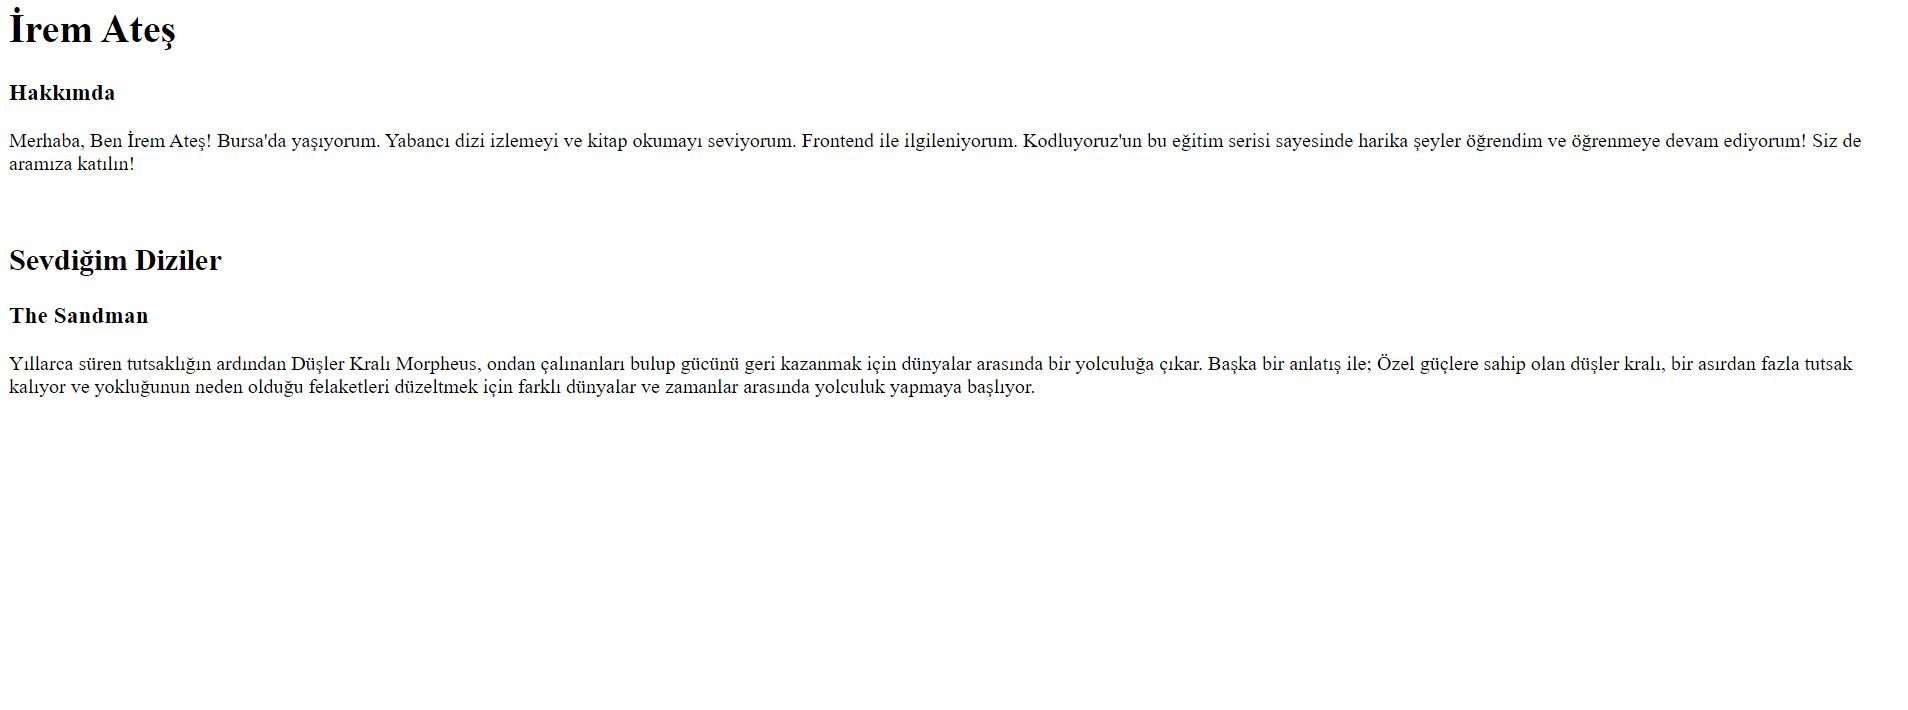 İrem Ateş
Hakkımda
Merhaba, Ben İrem Ateş! Bursa'da yaşıyorum. Yabancı dizi izlemeyi ve kitap okumayı seviyorum. Frontend ile ilgileniyorum. Kodluyoruz'un bu eğitim serisi sayesinde harika şeyler öğrendim ve öğrenmeye devam ediyorum! Siz de
aramıza katılın!
Sevdiğim Diziler
The Sandman
Yıllarca süren tutsaklığın ardından Düşler Kralı Morpheus, ondan çalınanları bulup gücünü geri kazanmak için dünyalar arasında bir yolculuğa çıkar. Başka bir anlatış ile; Özel güçlere sahip olan düşler kralı, bir asırdan fazla tutsak
kalıyor ve yokluğunun neden olduğu felaketleri düzeltmek için farklı dünyalar ve zamanlar arasında yolculuk yapmaya başlıyor.